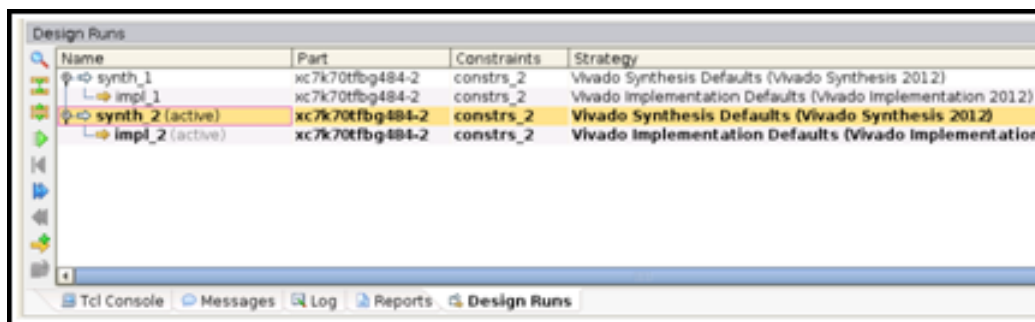 Design Runs
Name Part Constraints Strategy
synth_1 xc7k70tfbg484-2 constrs_2 Vivado Synthesis Defaults (Vivado Synthesis 2012)
impl_1 xc7k70tfbg484-2 constrs_2 Vivado Implementation Defaults (Vivado Implementation 2012)
synth_2 (active) xc7k70tfbg484-2 constrs_2 Vivado Synthesis Defaults (Vivado Synthesis 2012)
impl_2 (active) xc7k70tfbg484-2 constrs_2 Vivado Implementation Defaults (Vivado Implementation
Tcl Console Messages Log Reports Design Runs